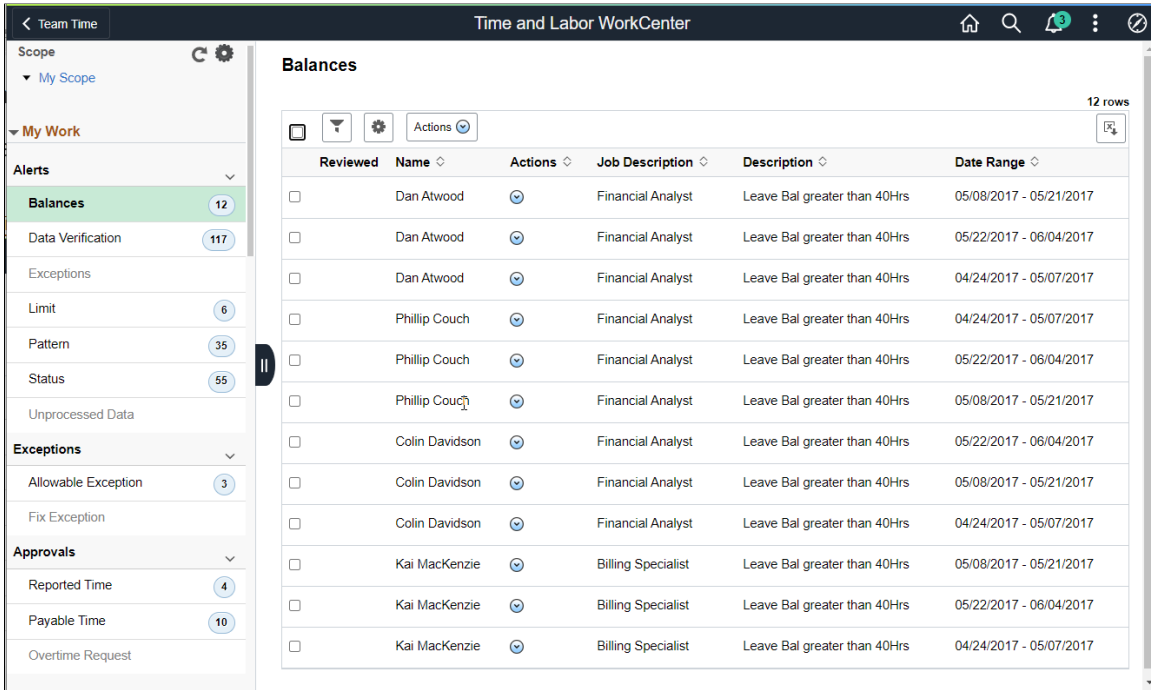 Team Time
Time and Labor WorkCenter
3
Scope
My Scope
My Work
Alerts
Balances 12
Data Verification 117
Exceptions
Limit 6
Pattern 35
Status 55
Unprocessed Data
Exceptions
Allowable Exception 3
Fix Exception
Approvals
Reported Time 4
Payable Time 10
Overtime Request
Balances
12 rows
Actions
Reviewed Name Actions Job Description Description Date Range
Dan Atwood Financial Analyst Leave Bal greater than 40Hrs 05/08/2017 - 05/21/2017
Dan Atwood Financial Analyst Leave Bal greater than 40Hrs 05/22/2017 - 06/04/2017
Dan Atwood Financial Analyst Leave Bal greater than 40Hrs 04/24/2017 - 05/07/2017
Phillip Couch Financial Analyst Leave Bal greater than 40Hrs 04/24/2017 - 05/07/2017
Phillip Couch Financial Analyst Leave Bal greater than 40Hrs 05/22/2017 - 06/04/2017
Phillip Couch Financial Analyst Leave Bal greater than 40Hrs 05/08/2017 - 05/21/2017
Colin Davidson Financial Analyst Leave Bal greater than 40Hrs 05/22/2017 - 06/04/2017
Colin Davidson Financial Analyst Leave Bal greater than 40Hrs 05/08/2017 - 05/21/2017
Colin Davidson Financial Analyst Leave Bal greater than 40Hrs 04/24/2017 - 05/07/2017
Kai MacKenzie Billing Specialist Leave Bal greater than 40Hrs 05/08/2017 - 05/21/2017
Kai MacKenzie Billing Specialist Leave Bal greater than 40Hrs 05/22/2017 - 06/04/2017
Kai MacKenzie Billing Specialist Leave Bal greater than 40Hrs 04/24/2017 - 05/07/2017